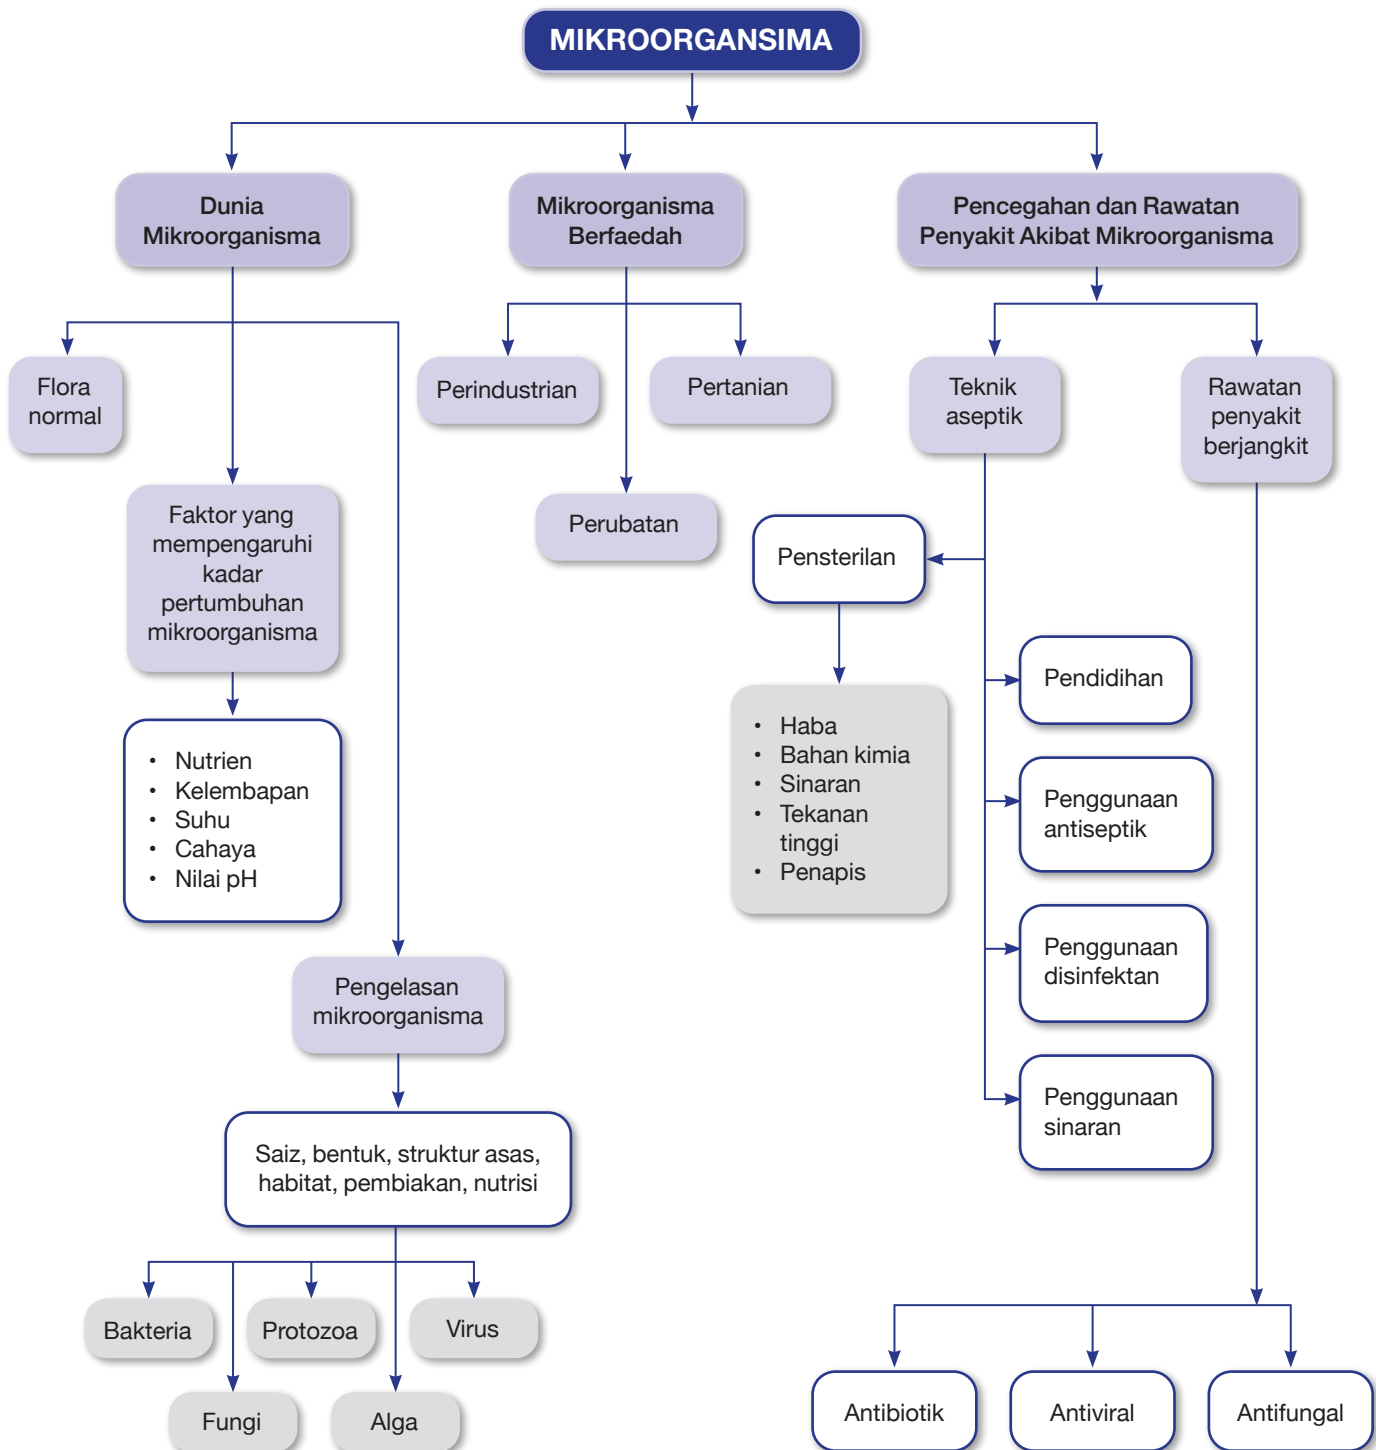 MIKROORGANSIMA
Dunia
Mikroorganisma
Mikroorganisma
Berfaedah
Pencegahan dan Rawatan
Penyakit Akibat Mikroorganisma
Flora
normal
Perindustrian
Pertanian
Teknik
aseptik
Rawatan
penyakit
berjangkit
Faktor yang
mempengaruhi
kadar
pertumbuhan
mikroorganisma
Perubatan
Pensterilan
• Nutrien
• Kelembapan
• Suhu
• Cahaya
• Nilai pH
• Haba
• Bahan kimia
• Sinaran
• Tekanan
tinggi
• Penapis
Pendidihan
Penggunaan
antiseptik
Penggunaan
disinfektan
Penggunaan
sinaran
Pengelasan
mikroorganisma
Saiz, bentuk, struktur asas,
habitat, pembiakan, nutrisi
Bakteria
Protozoa
Virus
Fungi
Alga
Antibiotik
Antiviral
Antifungal